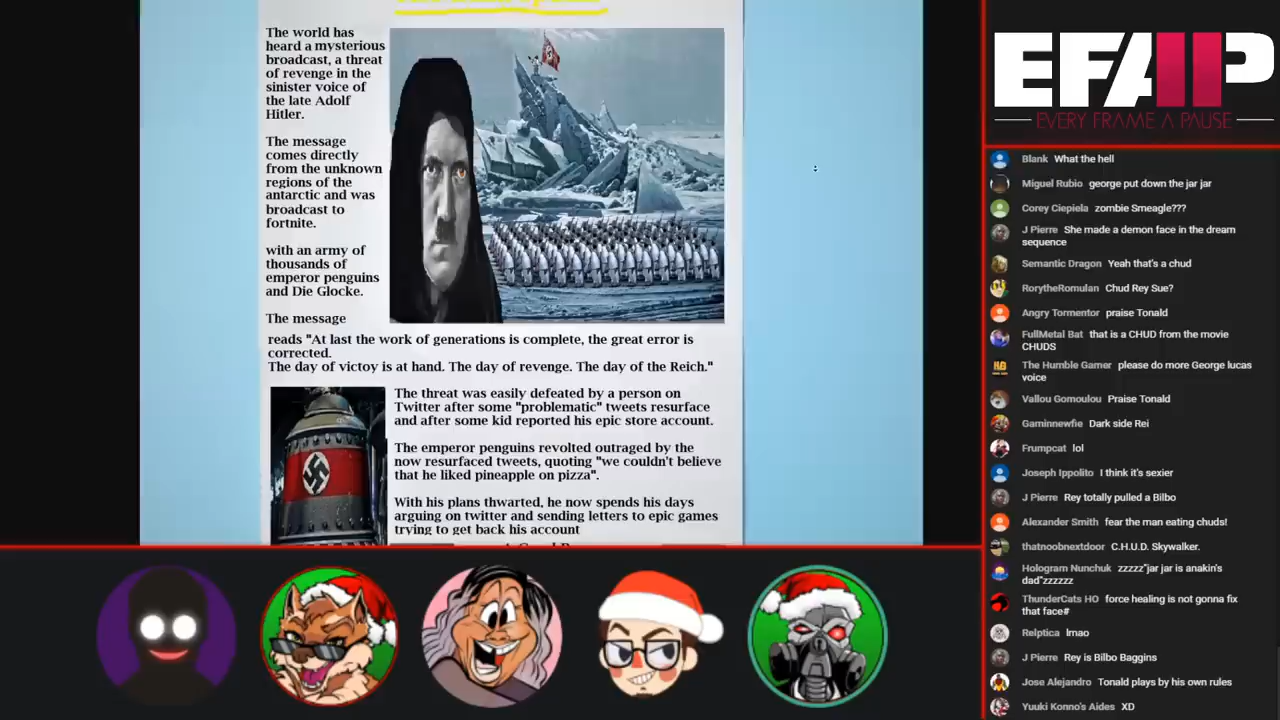 The world has
heard a mysterious
broadcast, a threat
of revenge in the
sinister voice of
the late Adolf
Hitler.
The message
comes directly
from the unknown
regions of the
antarctic and was
broadcast to
fortnite.
with an army of
thousands of
emperor penguins
and Die Glocke.
The message
reads "At last the work of generations is complete, the great error is
corrected.
The day of victoy is at hand. The day of revenge. The day of the Reich."
The threat was easily defeated by a person on
Twitter after some "problematic" tweets resurface
and after some kid reported his epic store account.
The emperor penguins revolted outraged by the
now resurfaced tweets, quoting "we couldn't believe
that he liked pineapple on pizza".
With his plans thwarted, he now spends his days
arguing on twitter and sending letters to epic games
trying to get back his account
EFAP
EVERY FRAME A PAUSE
Blank What the hell
Miguel Rubio george put down the jar jar
Corey Ciepiela zombie Smeagle???
J Pierre She made a demon face in the dream
sequence
Semantic Dragon Yeah that's a chud
RorytheRomulan Chud Rey Sue?
Angry Tormentor praise Tonald
FullMetal Bat that is a CHUD from the movie
CHUDS
The Humble Gamer please do more George lucas
voice
Vallou Gomoulou Praise Tonald
Gaminnewfie Dark side Rei
Frumpcat lol
Joseph Ippolito I think it's sexier
J Pierre Rey totally pulled a Bilbo
Alexander Smith fear the man eating chuds!
thatnoobnextdoor C.H.U.D. Skywalker.
Hologram Nunchuk zzzzz"jar jar is anakin's
dad"zzzzzz
ThunderCats HO force healing is not gonna fix
that face#
Relptica lmao
J Pierre Rey is Bilbo Baggins
Jose Alejandro Tonald plays by his own rules
Yuuki Konno's Aides XD